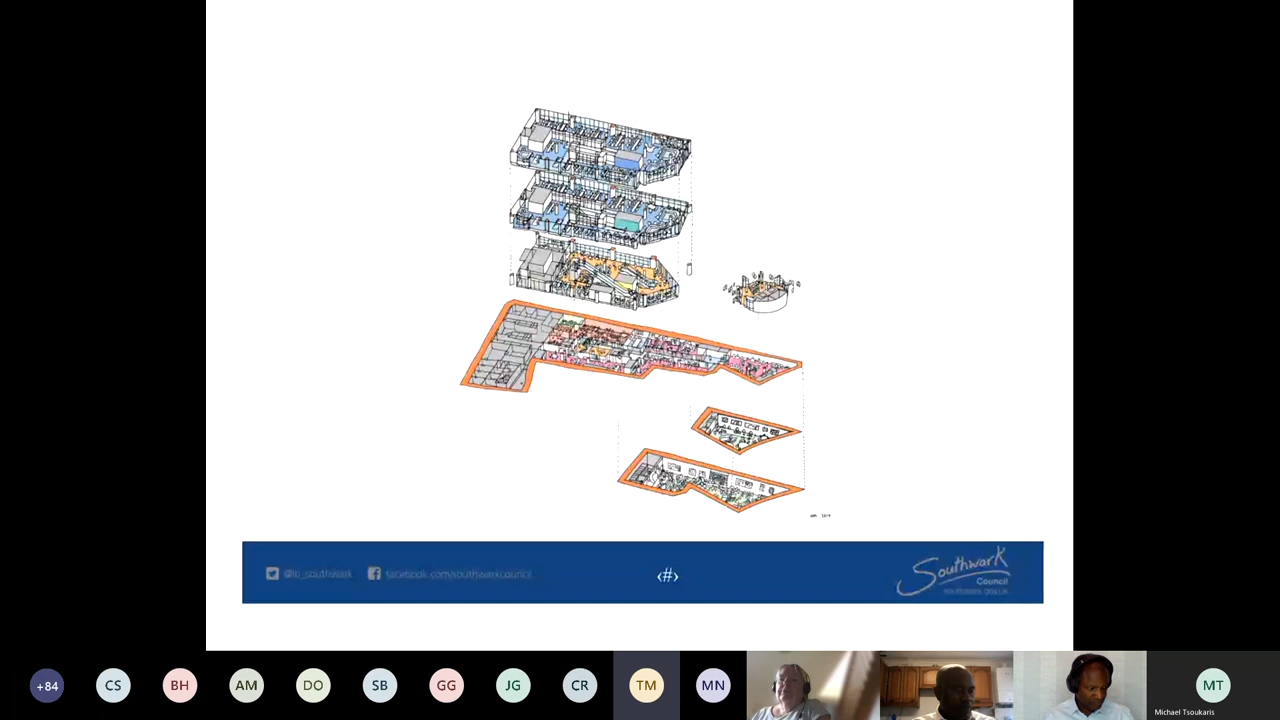 @lb_southwark
facebook.com/southwarkcouncil
‹#›
Southwark
Council
+84
CS
BH
AM
DO
SB
GG
JG
CR
TM
MN
MT
Michael Tsoukaris